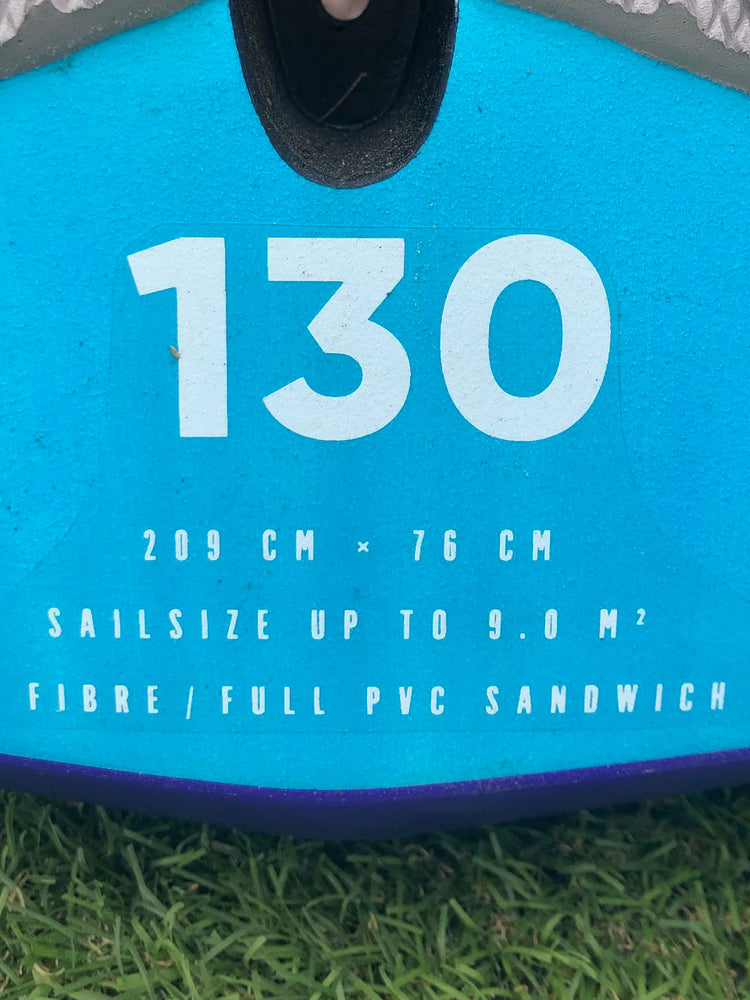 130
209 CM × 76 CM
SAILSIZE UP TO 9.0 M²
FIBRE/FULL PVC SANDWICH